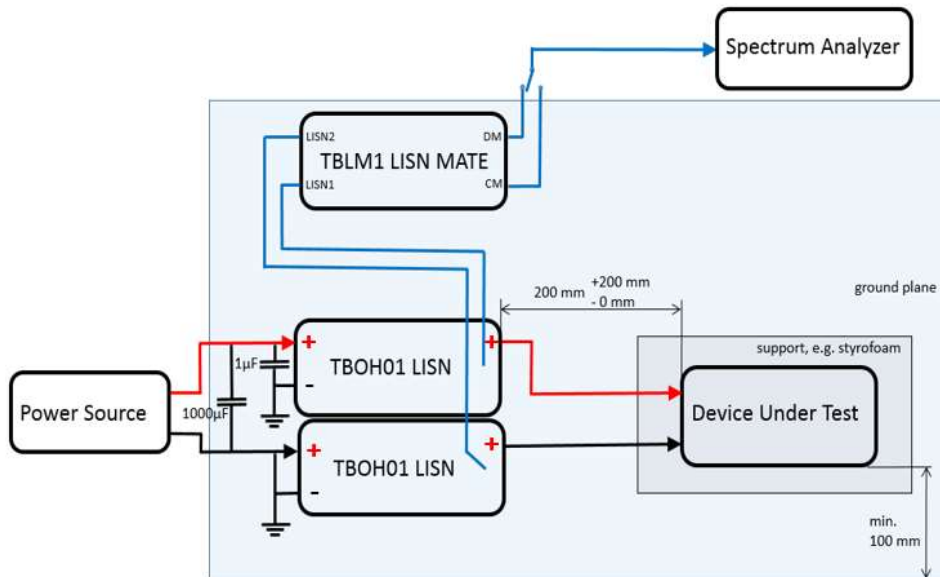 Spectrum Analyzer
LISN2
DM
TBLM1 LISN MATE
LISN1
CM
200 mm +200 mm
- 0 mm
ground plane
support, e.g. styrofoam
+
+
1µF
TBOH01 LISN
-
Power Source
1000µF
Device Under Test
+
+
TBOH01 LISN
-
min.
100 mm